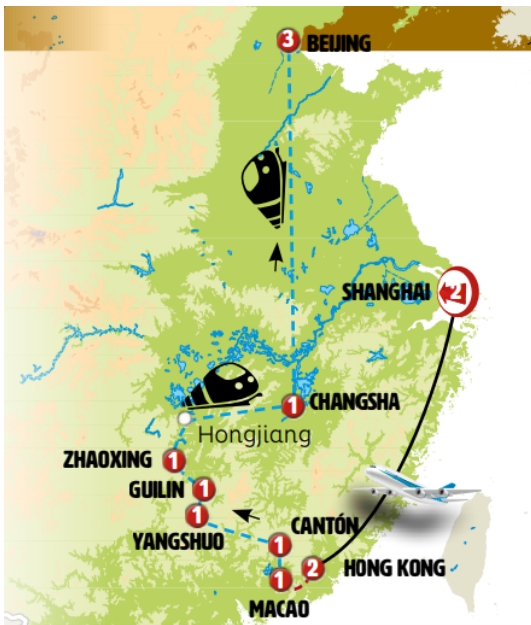 3 BEIJING
SHANGHAI 2
1 CHANGSHA
Hongjiang
ZHAOXING 1
GUILIN 1
1
YANGSHUO
CANTÓN
1
2 HONG KONG
1
MACAO